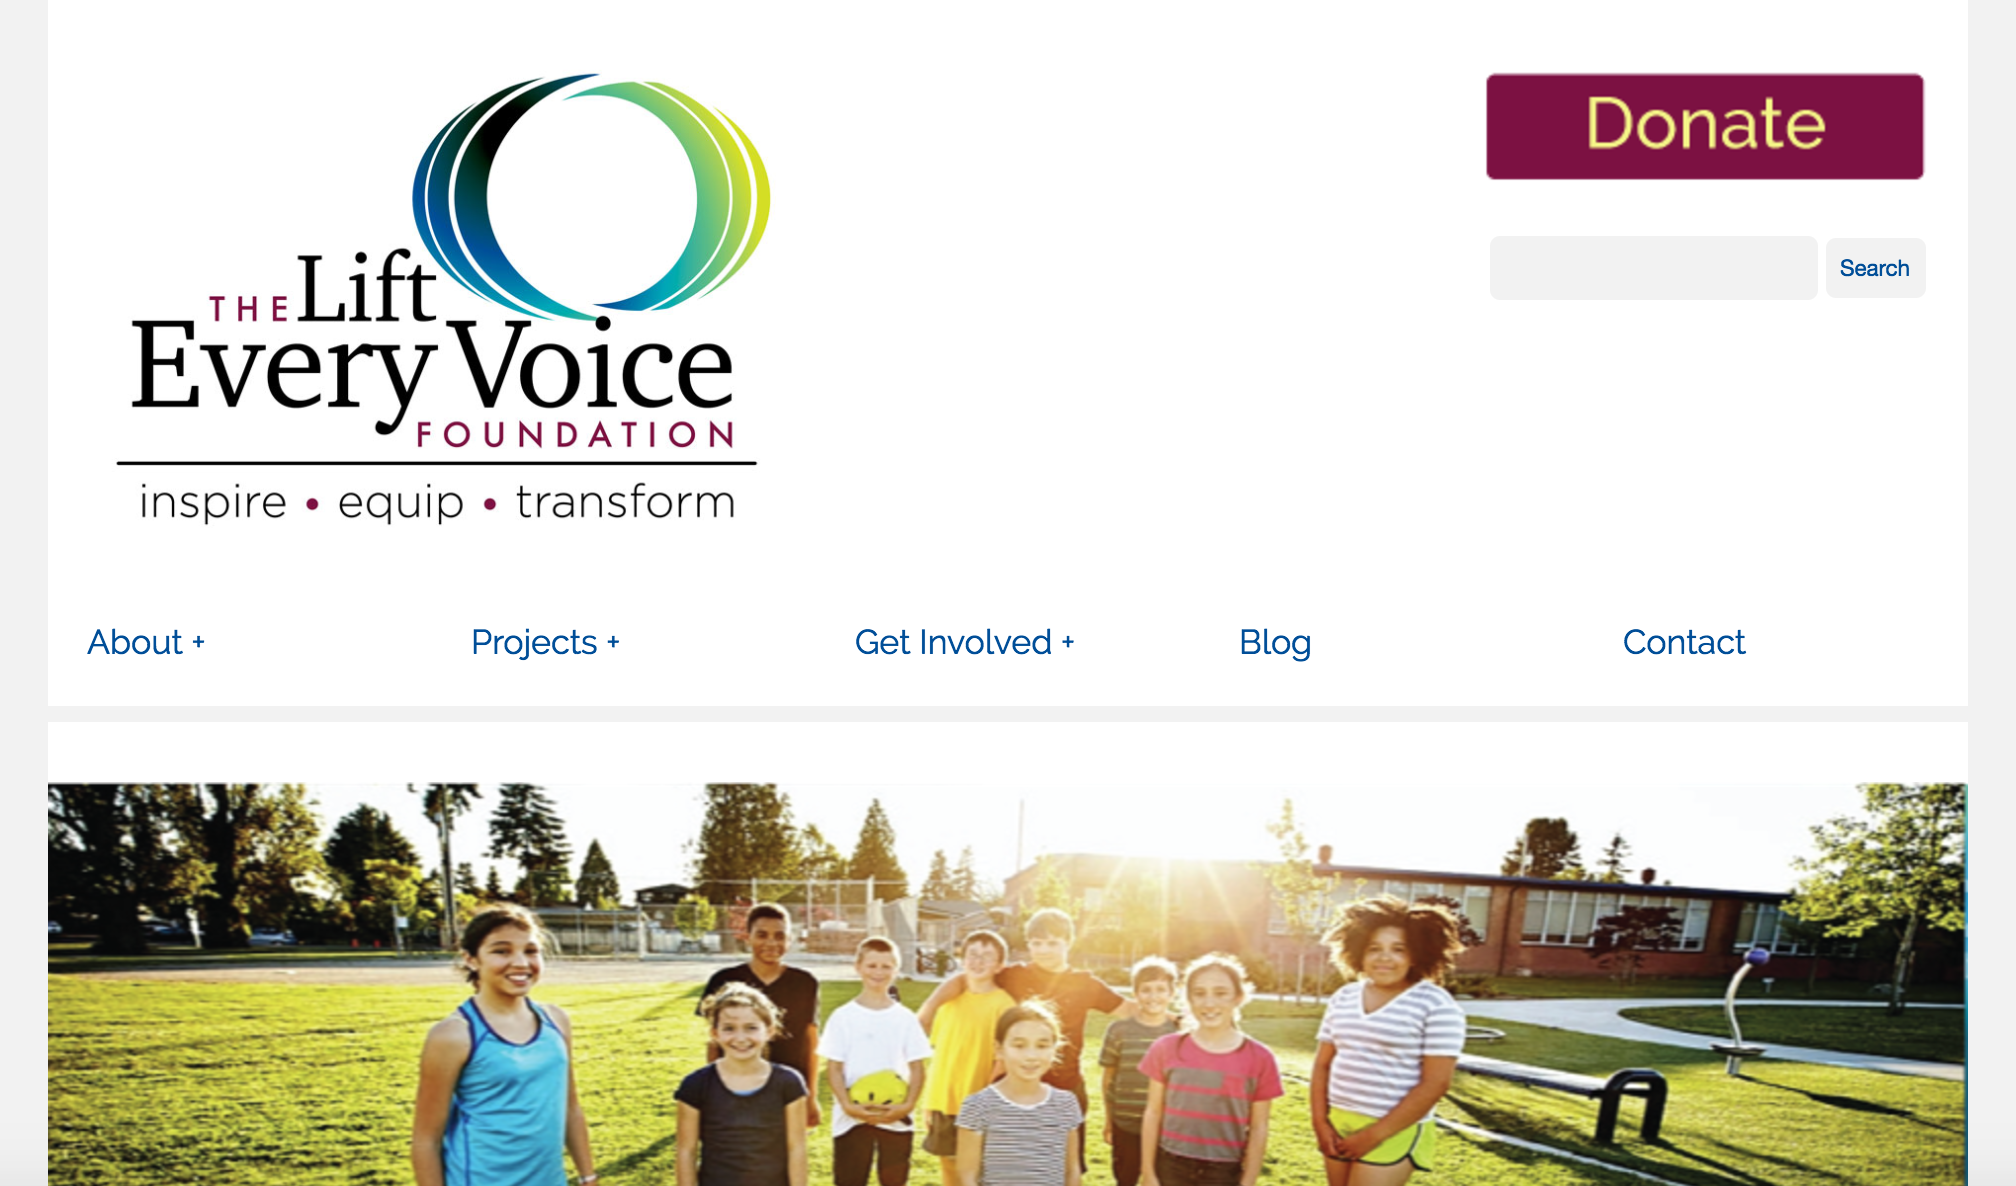 THE Lift
Every Voice
FOUNDATION
inspire • equip • transform
Donate
Search
About +
Projects +
Get Involved +
Blog
Contact